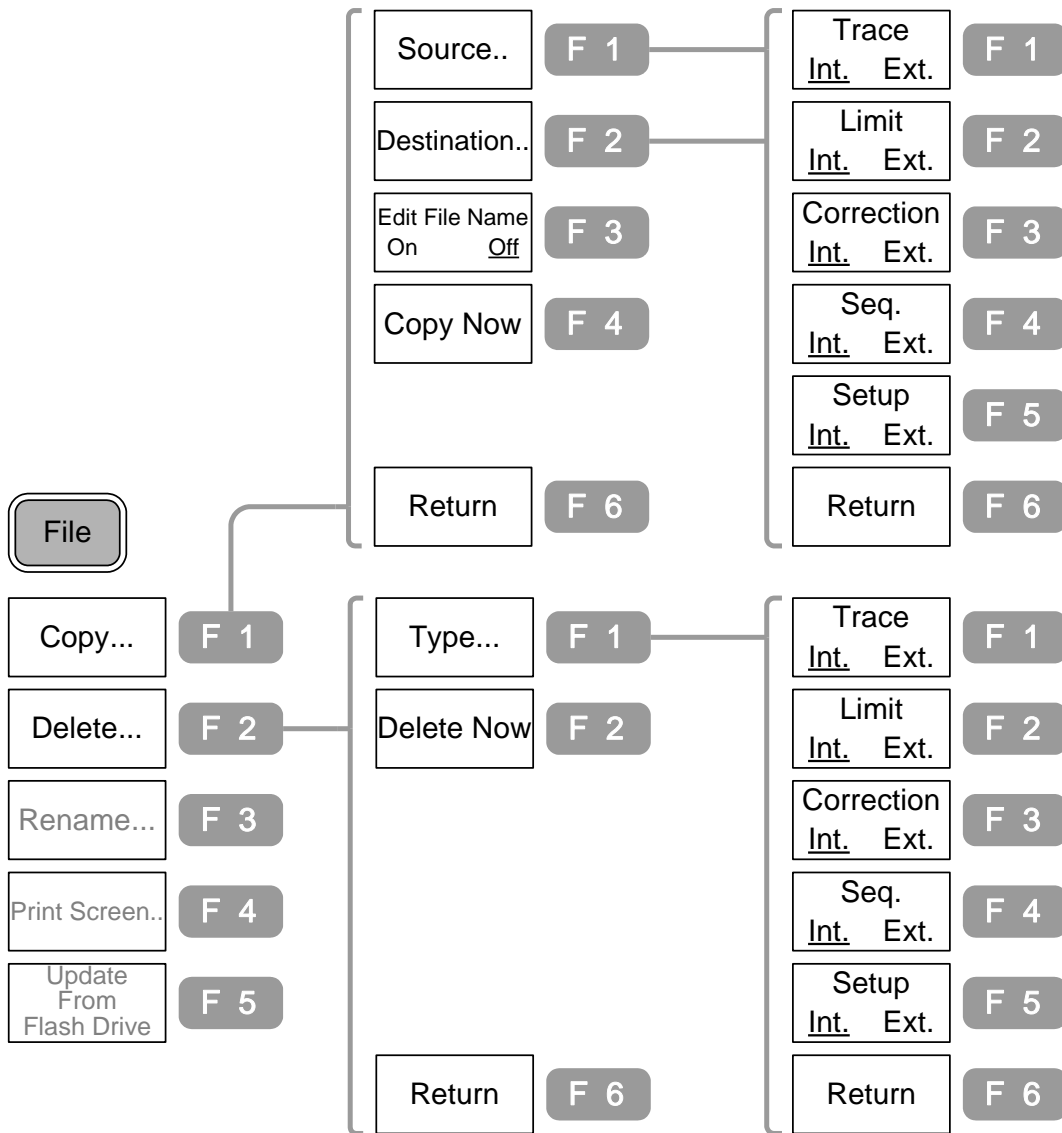 Source..
F 1
Trace
Int. Ext.
F 1
Destination..
F 2
Limit
Int. Ext.
F 2
Edit File Name
On Off
F 3
Correction
Int. Ext.
F 3
Copy Now
F 4
Seq.
Int. Ext.
F 4
Setup
Int. Ext.
F 5
Return
F 6
Return
F 6
File
Copy...
F 1
Type...
F 1
Trace
Int. Ext.
F 1
Delete...
F 2
Delete Now
F 2
Limit
Int. Ext.
F 2
Rename...
F 3
Correction
Int. Ext.
F 3
Print Screen..
F 4
Seq.
Int. Ext.
F 4
Update
From
Flash Drive
F 5
Setup
Int. Ext.
F 5
Return
F 6
Return
F 6